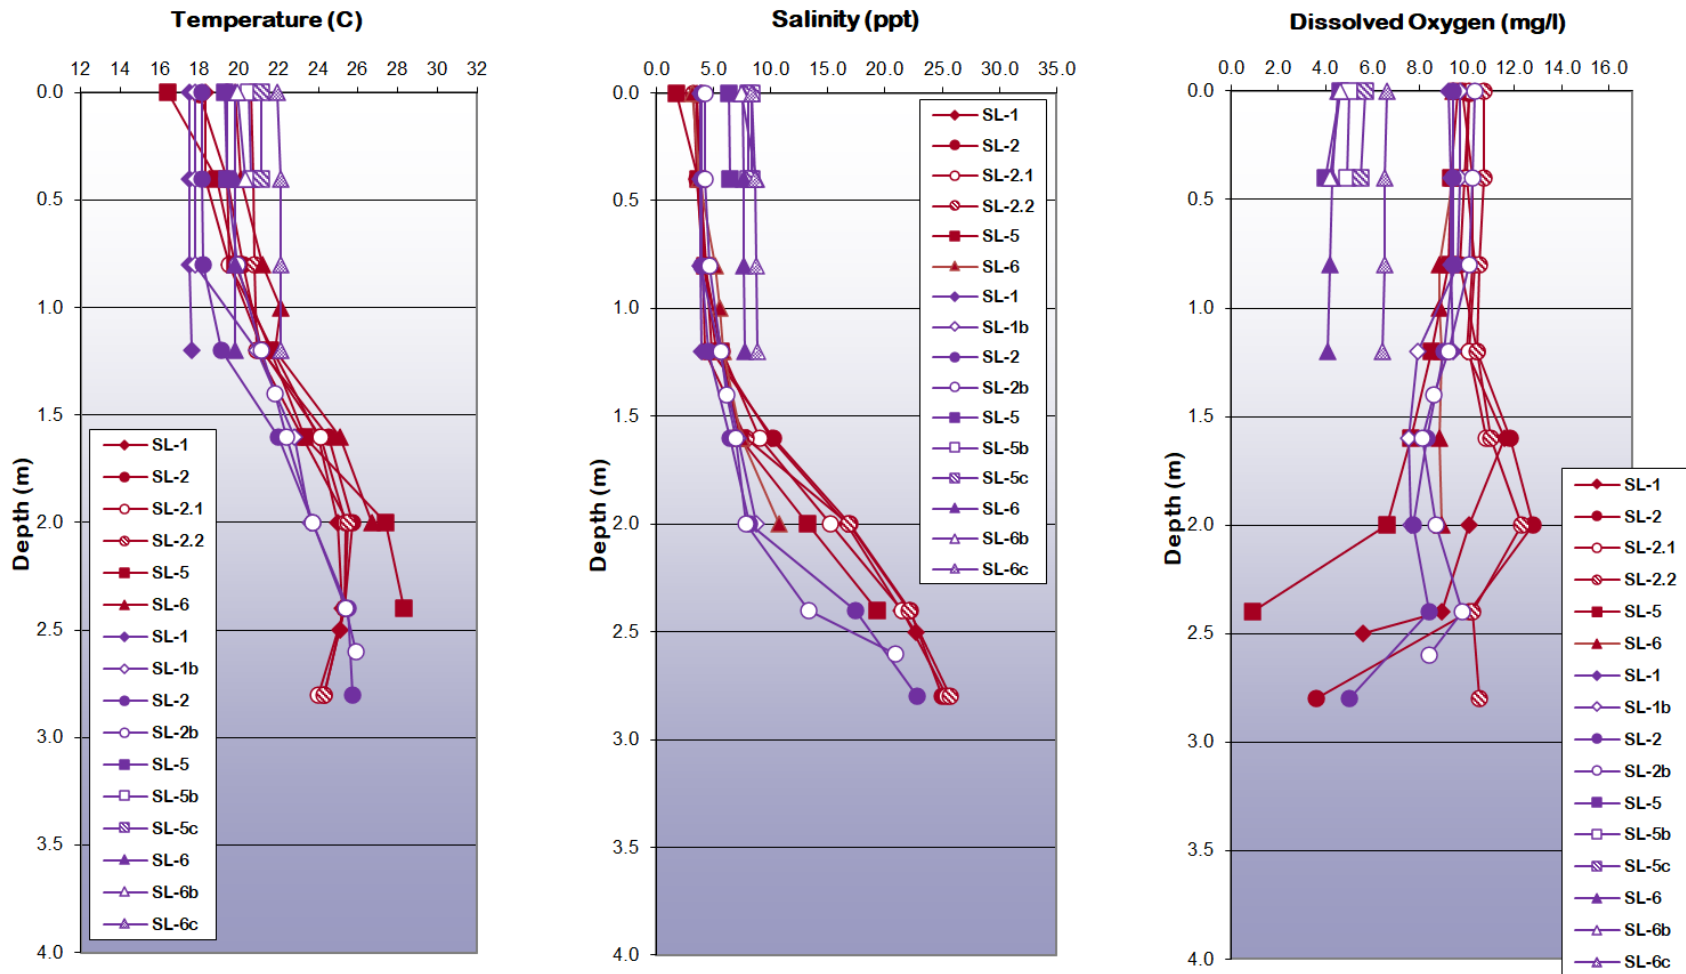 Temperature (C)
12 14 16 18 20 22 24 26 28 30 32
0.0
0.5
1.0
1.5
2.0
2.5
3.0
3.5
4.0
Depth (m)
SL-1
SL-2
SL-2.1
SL-2.2
SL-5
SL-6
SL-1
SL-1b
SL-2
SL-2b
SL-5
SL-5b
SL-5c
SL-6
SL-6b
SL-6c
Salinity (ppt)
0.0 5.0 10.0 15.0 20.0 25.0 30.0 35.0
0.0
0.5
1.0
1.5
2.0
2.5
3.0
3.5
4.0
Depth (m)
SL-1
SL-2
SL-2.1
SL-2.2
SL-5
SL-6
SL-1
SL-1b
SL-2
SL-2b
SL-5
SL-5b
SL-5c
SL-6
SL-6b
SL-6c
Dissolved Oxygen (mg/l)
0.0 2.0 4.0 6.0 8.0 10.0 12.0 14.0 16.0
0.0
0.5
1.0
1.5
2.0
2.5
3.0
3.5
4.0
Depth (m)
SL-1
SL-2
SL-2.1
SL-2.2
SL-5
SL-6
SL-1
SL-1b
SL-2
SL-2b
SL-5
SL-5b
SL-5c
SL-6
SL-6b
SL-6c